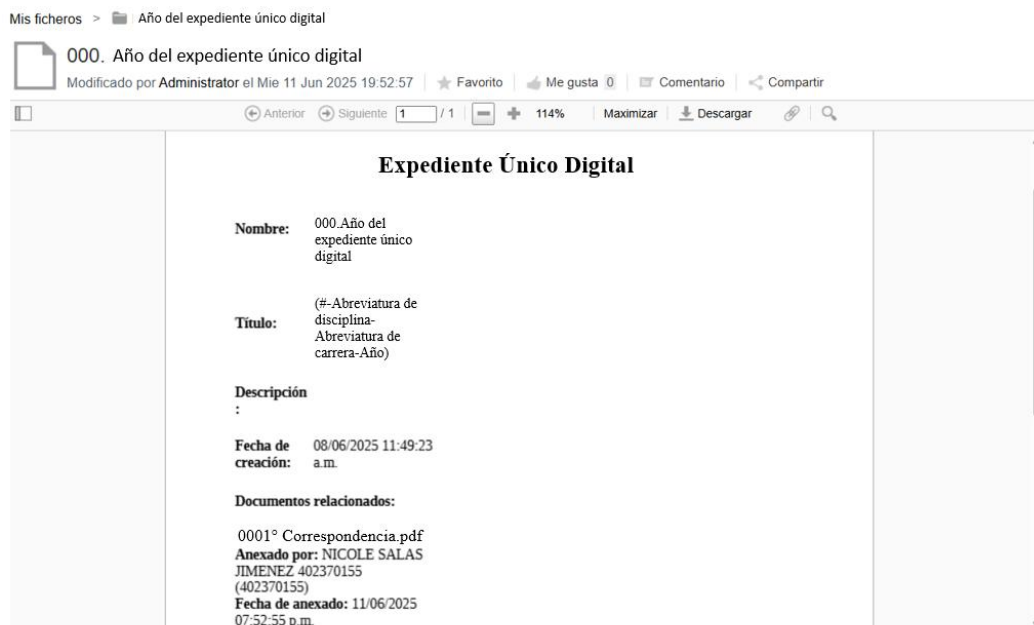 Mis ficheros > Año del expediente único digital
000. Año del expediente único digital
Modificado por Administrator el Mie 11 Jun 2025 19:52:57 Favorito Me gusta 0 Comentario Compartir
Anterior Siguiente 1 / 1 114% Maximizar Descargar
Expediente Único Digital
Nombre:
000.Año del
expediente único
digital
Título:
(#-Abreviatura de
disciplina-
Abreviatura de
carrera-Año)
Descripción
:
Fecha de
creación:
08/06/2025 11:49:23
a.m.
Documentos relacionados:
0001° Correspondencia.pdf
Anexado por: NICOLE SALAS
JIMENEZ 402370155
(402370155)
Fecha de anexado: 11/06/2025
07:52:55 p.m.